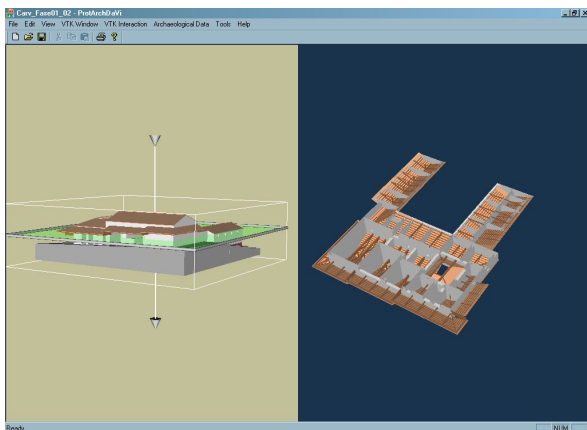 Carv_Fase01_02 - ProtArchDaVi
File Edit View VTK Window VTK Interaction Archaeological Data Tools Help
Ready NUM